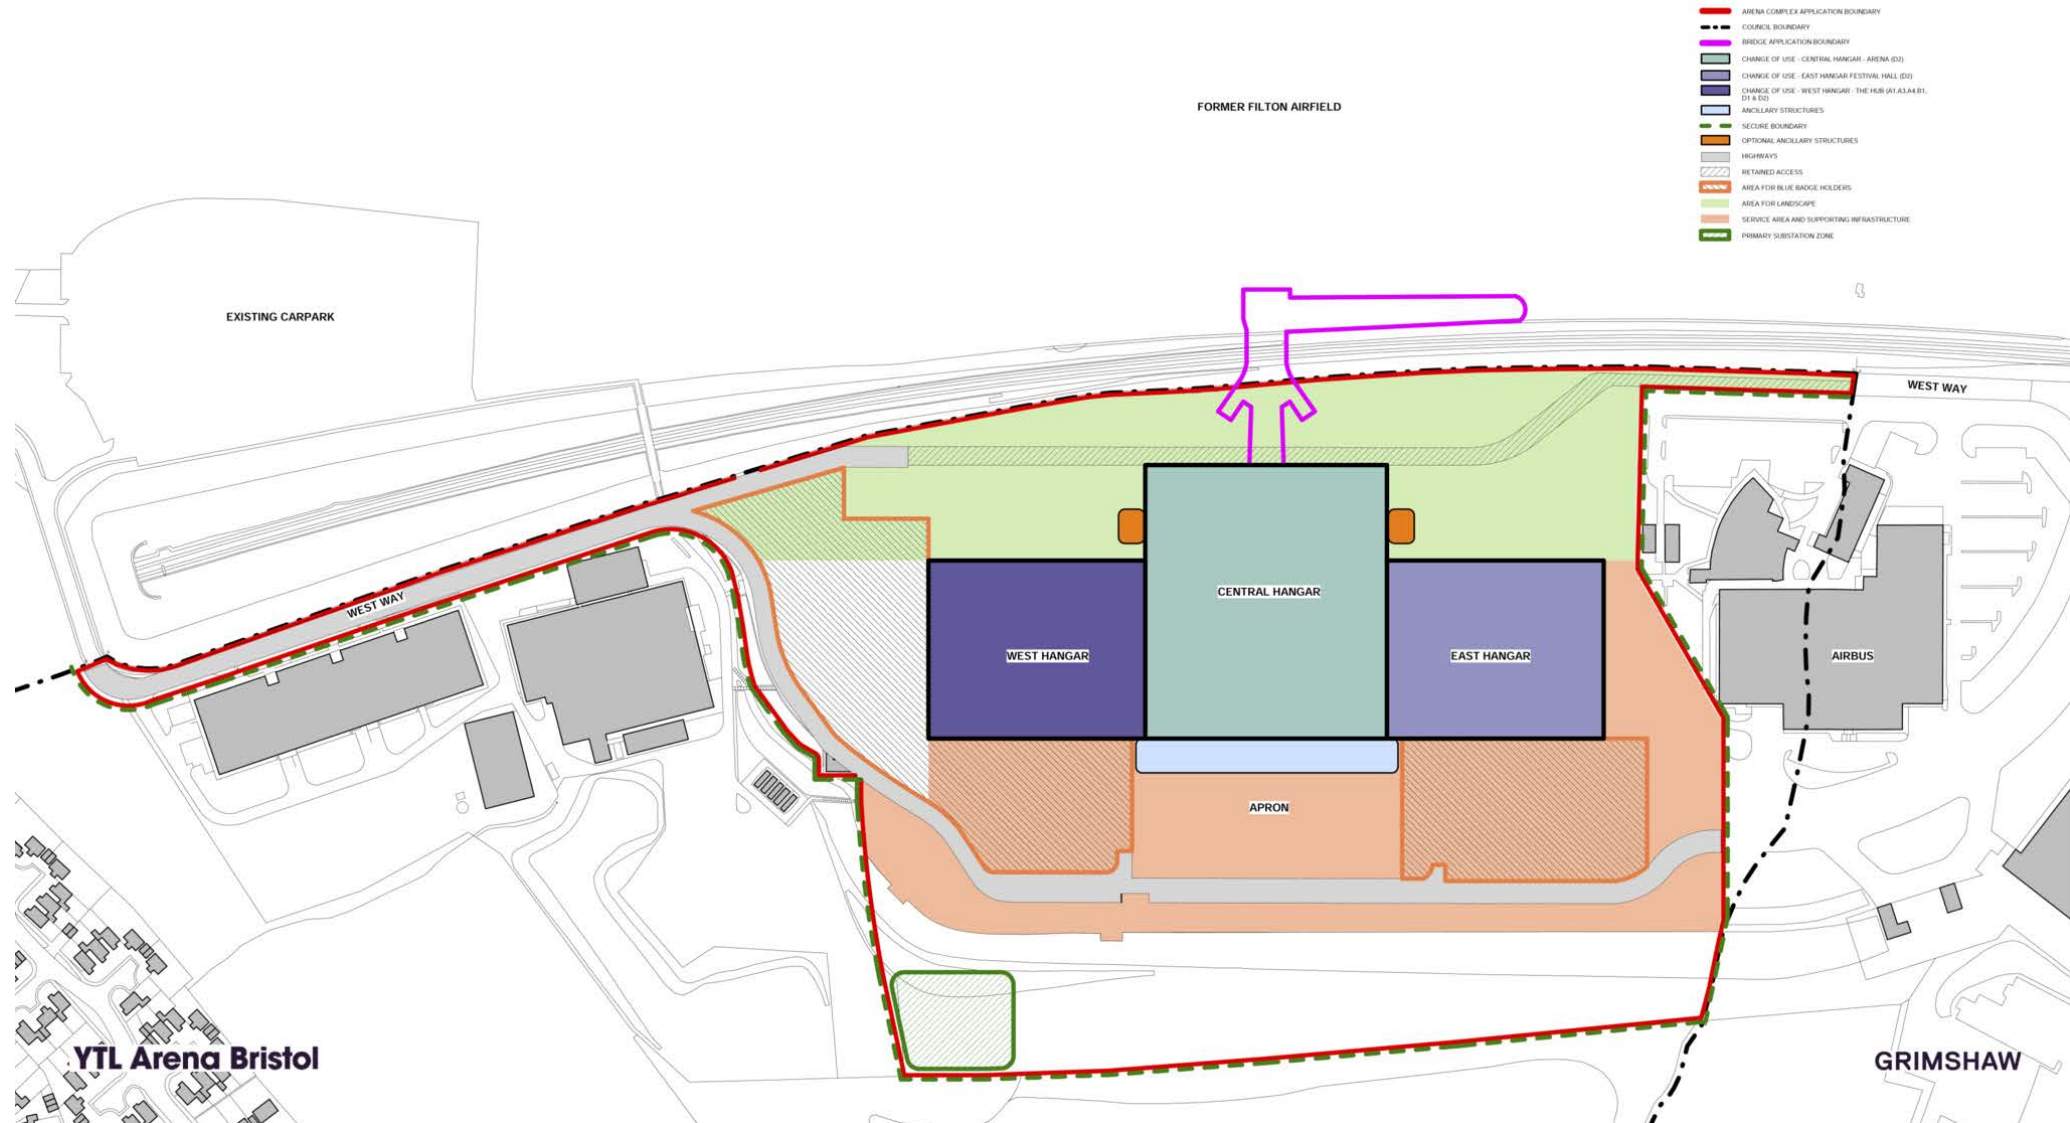 ARENA COMPLEX APPLICATION BOUNDARY
COUNCIL BOUNDARY
BRIDGE APPLICATION BOUNDARY
CHANGE OF USE - CENTRAL HANGAR - ARENA (D2)
CHANGE OF USE - EAST HANGAR FESTIVAL HALL (D2)
CHANGE OF USE - WEST HANGAR - THE HUB (A1,A3,A4,B1,
D1 & D2)
ANCILLARY STRUCTURES
SECURE BOUNDARY
OPTIONAL ANCILLARY STRUCTURES
HIGHWAYS
RETAINED ACCESS
AREA FOR BLUE BADGE HOLDERS
AREA FOR LANDSCAPE
SERVICE AREA AND SUPPORTING INFRASTRUCTURE
PRIMARY SUBSTATION ZONE
FORMER FILTON AIRFIELD
EXISTING CARPARK
WEST WAY
WEST WAY
CENTRAL HANGAR
WEST HANGAR
EAST HANGAR
AIRBUS
APRON
YTL Arena Bristol
GRIMSHAW